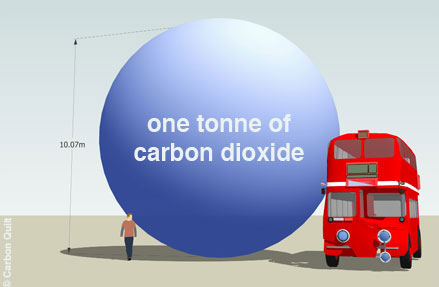 10.07m
one tonne of
carbon dioxide
© Carbon Quilt